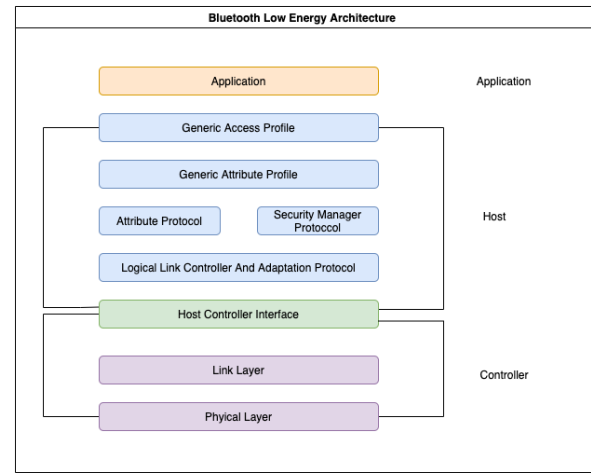 Bluetooth Low Energy Architecture
Application
Application
Generic Access Profile
Generic Attribute Profile
Attribute Protocol
Security Manager
Protoccol
Host
Logical Link Controller And Adaptation Protocol
Host Controller Interface
Link Layer
Controller
Phyical Layer